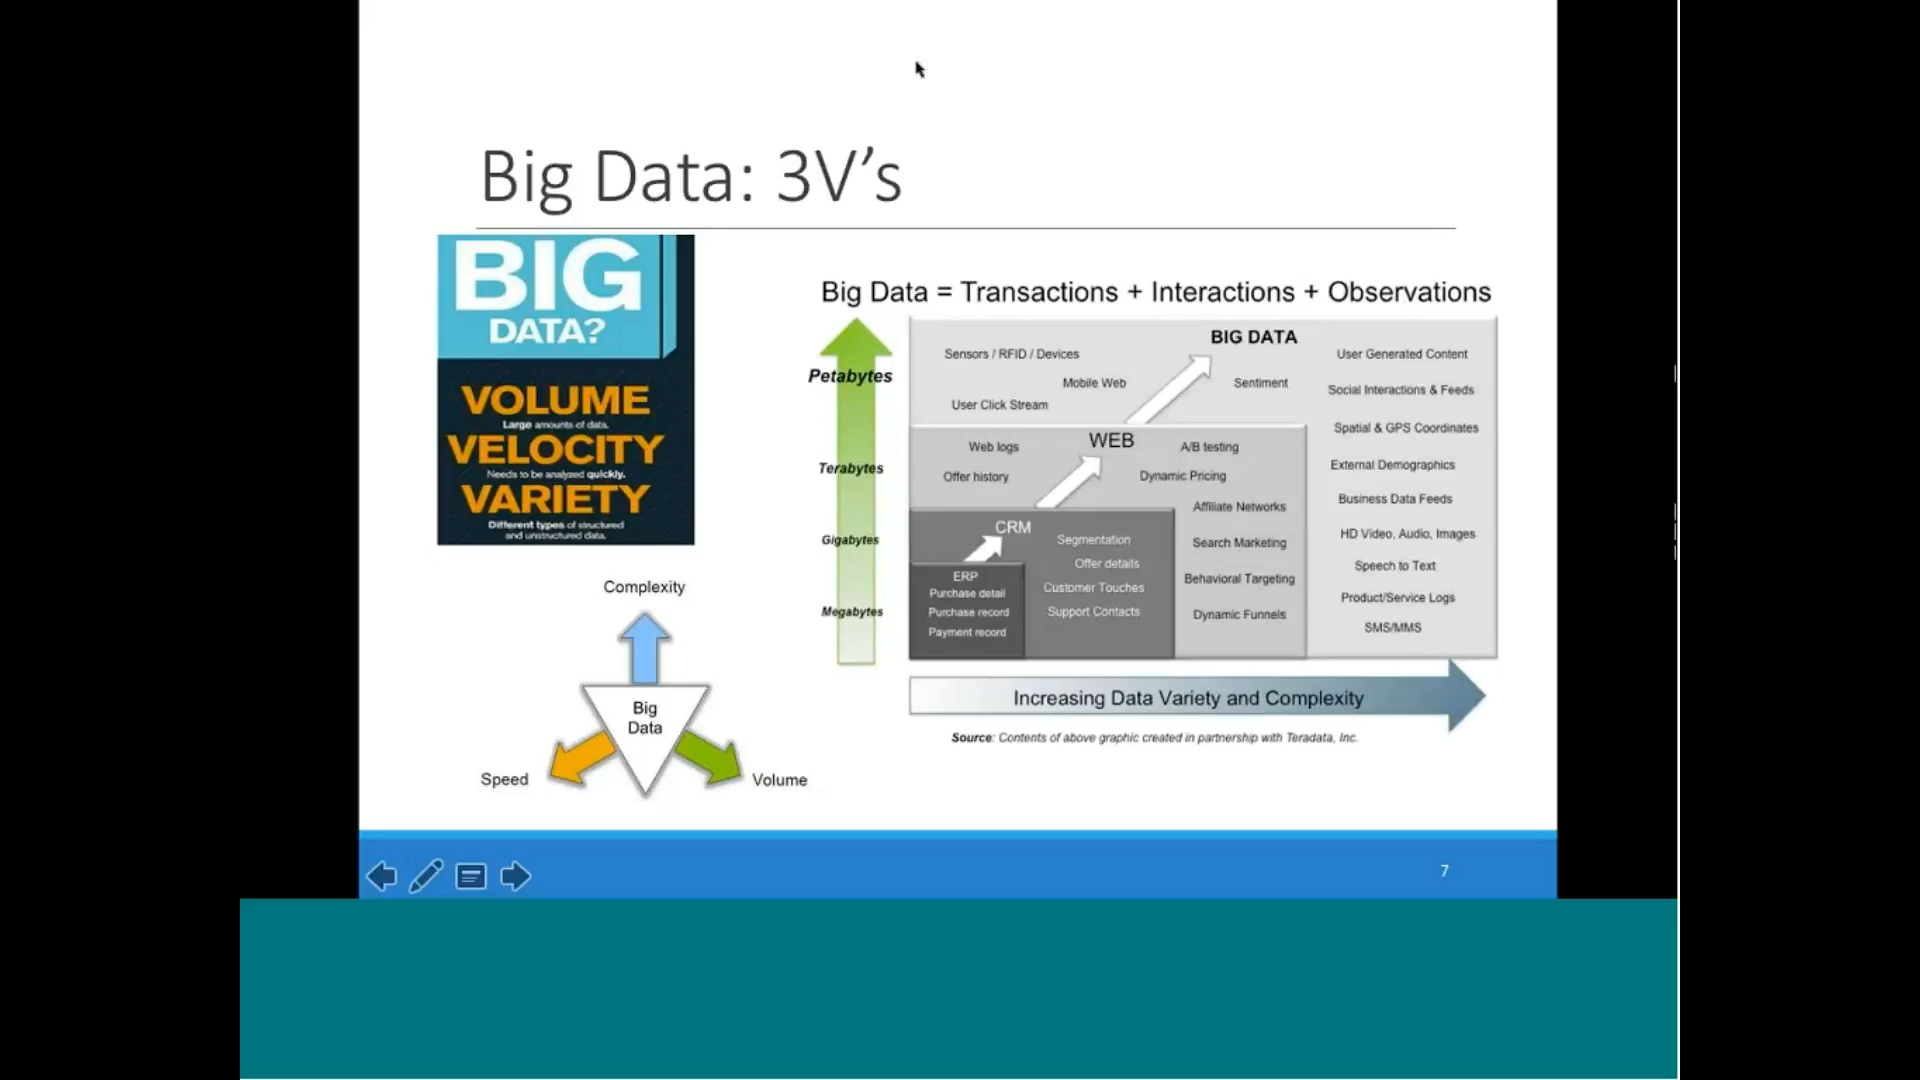 Big Data: 3V's
BIG
DATA?
VOLUME
Large amounts of data.
VELOCITY
Needs to be analyzed quickly.
VARIETY
Different types of structured
and unstructured data.
Complexity
Big
Data
Speed
Volume
Big Data = Transactions + Interactions + Observations
Petabytes
Terabytes
Gigabytes
Megabytes
BIG DATA
Sensors / RFID / Devices
Mobile Web
Sentiment
User Click Stream
User Generated Content
Social Interactions & Feeds
Spatial & GPS Coordinates
External Demographics
Business Data Feeds
HD Video, Audio, Images
Speech to Text
Product/Service Logs
SMS/MMS
WEB
Web logs
A/B testing
Offer history
Dynamic Pricing
Affiliate Networks
Search Marketing
Behavioral Targeting
Dynamic Funnels
CRM
Segmentation
Offer details
Customer Touches
Support Contacts
ERP
Purchase detail
Purchase record
Payment record
Increasing Data Variety and Complexity
Source: Contents of above graphic created in partnership with Teradata, Inc.
7